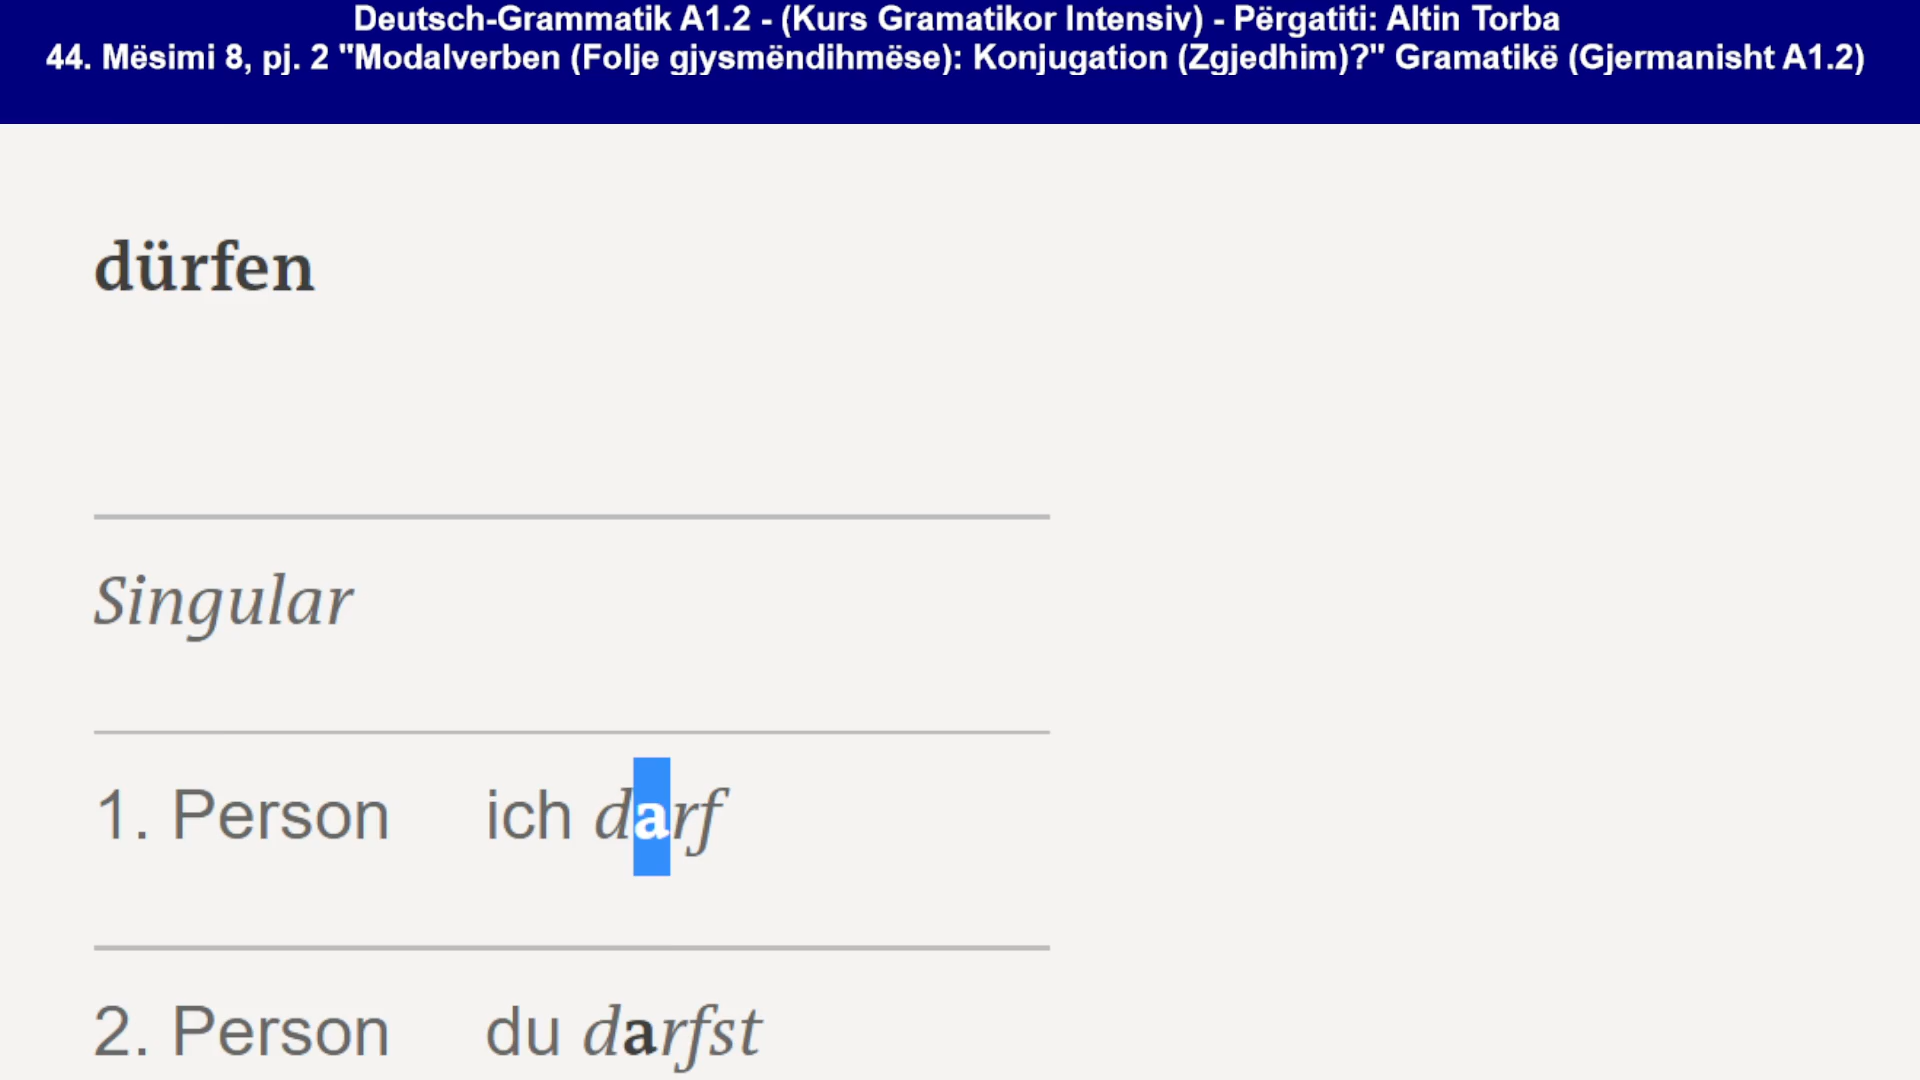 Deutsch-Grammatik A1.2 - (Kurs Gramatikor Intensiv) - Përgatiti: Altin Torba
44. Mësimi 8, pj. 2 "Modalverben (Folje gjysmëndihmëse): Konjugation (Zgjedhim)?" Gramatikë (Gjermanisht A1.2)
dürfen
Singular
1. Person ich darf
2. Person du darfst